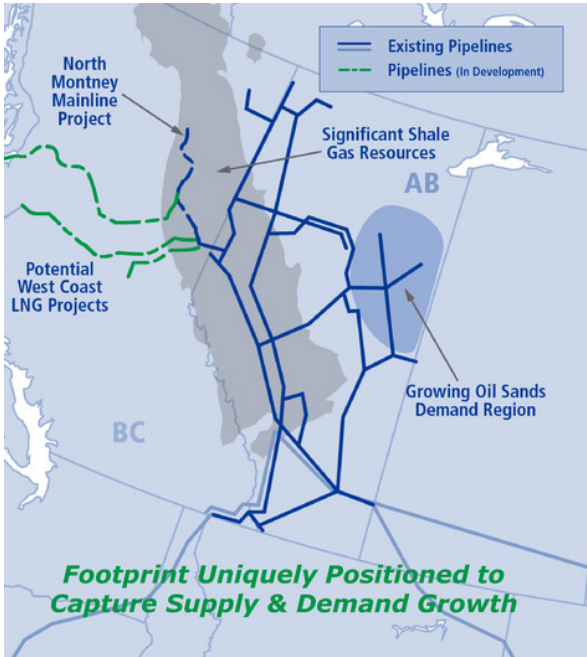 Existing Pipelines
Pipelines (In Development)
North
Montney
Mainline
Project
Significant Shale
Gas Resources
AB
Potential
West Coast
LNG Projects
Growing Oil Sands
Demand Region
BC
Footprint Uniquely Positioned to
Capture Supply & Demand Growth